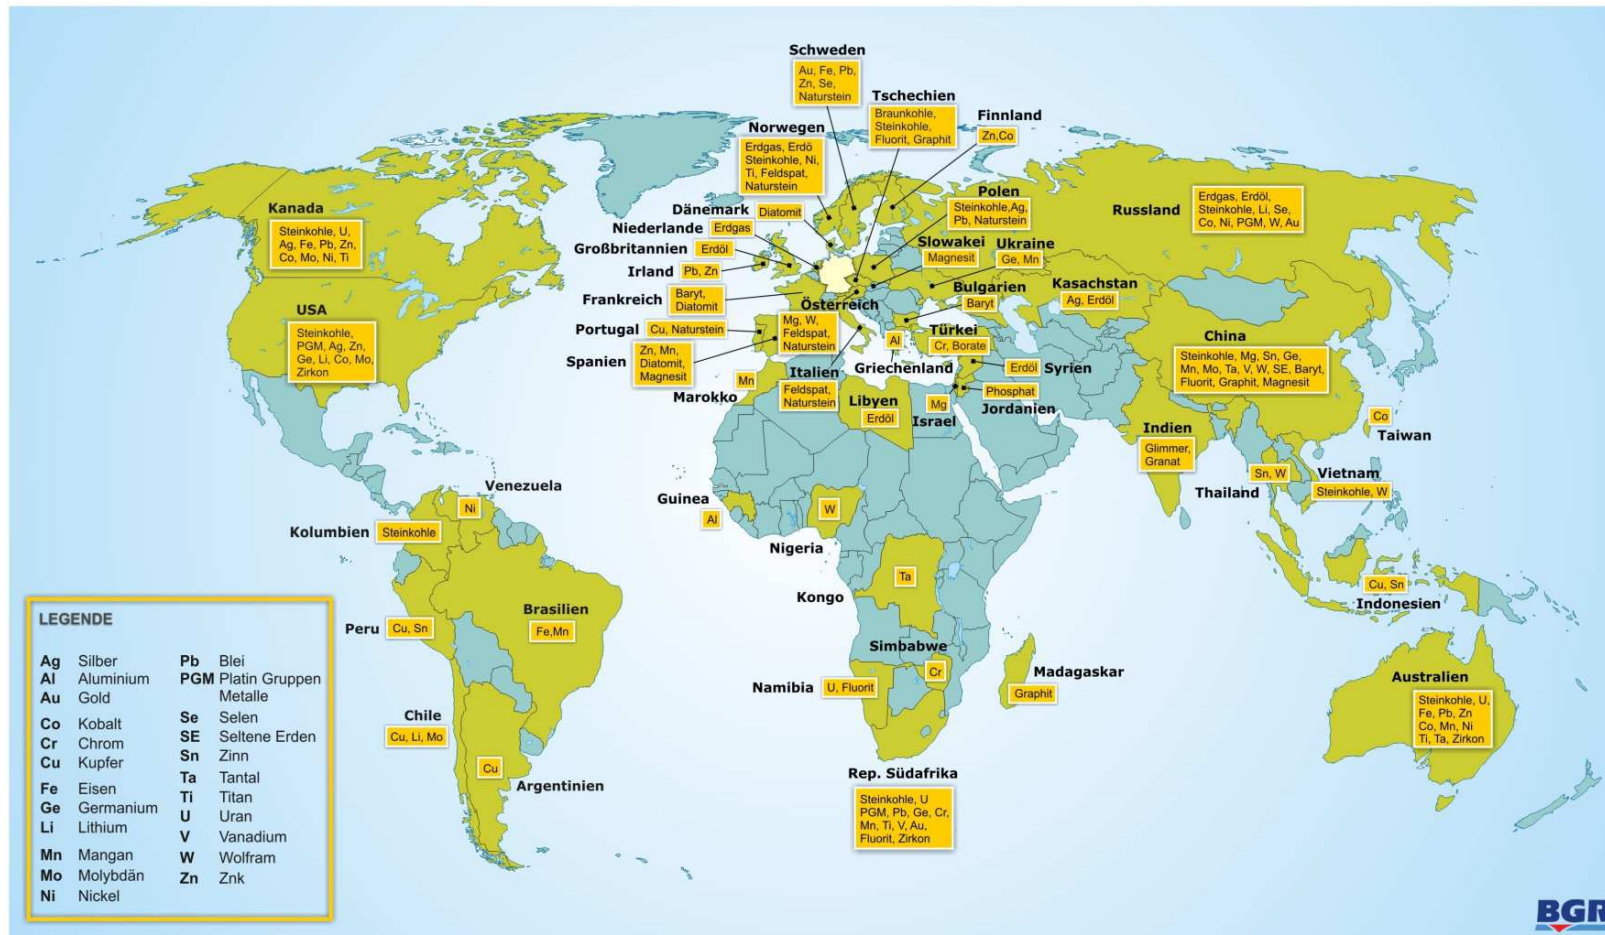 Schweden
Au, Fe, Pb,
Zn, Se,
Naturstein
Tschechien
Braunkohle,
Steinkohle,
Fluorit, Graphit
Finnland
Zn,Co
Norwegen
Erdgas, Erdö
Steinkohle, Ni,
Ti, Feldspat,
Naturstein
Polen
Steinkohle,Ag,
Pb, Naturstein
Russland
Erdgas, Erdöl,
Steinkohle, Li, Se,
Co, Ni, PGM, W, Au
Kanada
Steinkohle, U,
Ag, Fe, Pb, Zn,
Co, Mo, Ni, Ti
Dänemark
Diatomit
Niederlande
Erdgas
Großbritannien
Erdöl
Irland
Pb, Zn
Slowakei
Magnesit
Ukraine
Ge, Mn
Bulgarien
Baryt
Kasachstan
Ag, Erdöl
Frankreich
Baryt,
Diatomit
Österreich
Mg, W,
Feldspat,
Naturstein
USA
Steinkohle,
PGM, Ag, Zn,
Ge, Li, Co, Mo,
Zirkon
Portugal
Cu, Naturstein
Spanien
Zn, Mn,
Diatomit,
Magnesit
Türkei
Cr, Borate
Al
Griechenland
Erdöl
Syrien
China
Steinkohle, Mg, Sn, Ge,
Mn, Mo, Ta, V, W, SE, Baryt,
Fluorit, Graphit, Magnesit
Italien
Feldspat,
Naturstein
Mn
Marokko
Libyen
Erdöl
Mg
Israel
Phosphat
Jordanien
Co
Taiwan
Indien
Glimmer,
Granat
Sn, W
Thailand
Vietnam
Steinkohle, W
Venezuela
Ni
Kolumbien
Steinkohle
Guinea
Al
W
Nigeria
Ta
Kongo
Cu, Sn
Indonesien
Peru
Cu, Sn
Brasilien
Fe,Mn
Simbabwe
Cr
Namibia
U, Fluorit
Madagaskar
Graphit
Australien
Steinkohle, U,
Fe, Pb, Zn
Co, Mn, Ni
Ti, Ta, Zirkon
Chile
Cu, Li, Mo
Cu
Argentinien
Rep. Südafrika
Steinkohle, U
PGM, Pb, Ge, Cr,
Mn, Ti, V, Au,
Fluorit, Zirkon
LEGENDE
Ag Silber
Al Aluminium
Au Gold
Co Kobalt
Cr Chrom
Cu Kupfer
Fe Eisen
Ge Germanium
Li Lithium
Mn Mangan
Mo Molybdän
Ni Nickel
Pb Blei
PGM Platin Gruppen
Metalle
Se Selen
SE Seltene Erden
Sn Zinn
Ta Tantal
Ti Titan
U Uran
V Vanadium
W Wolfram
Zn Znk
BGR